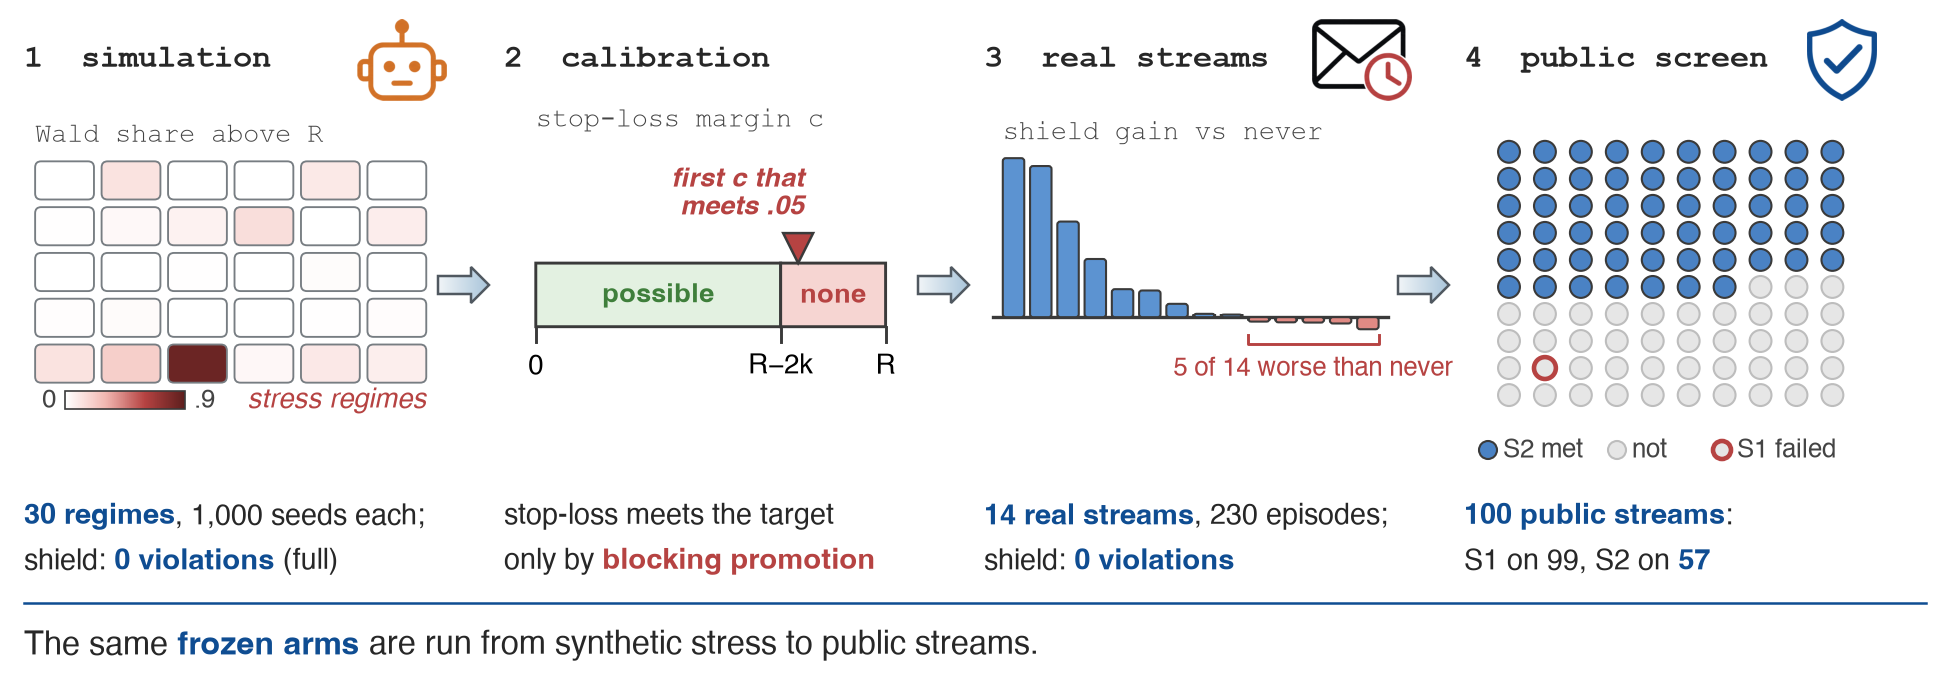 1 simulation
Wald share above R
0 .9 stress regimes
30 regimes, 1,000 seeds each;
shield: 0 violations (full)
2 calibration
stop-loss margin c
first c that
meets .05
possible none
0 R−2k R
stop-loss meets the target
only by blocking promotion
3 real streams
shield gain vs never
5 of 14 worse than never
14 real streams, 230 episodes;
shield: 0 violations
4 public screen
S2 met not S1 failed
100 public streams:
S1 on 99, S2 on 57
The same frozen arms are run from synthetic stress to public streams.